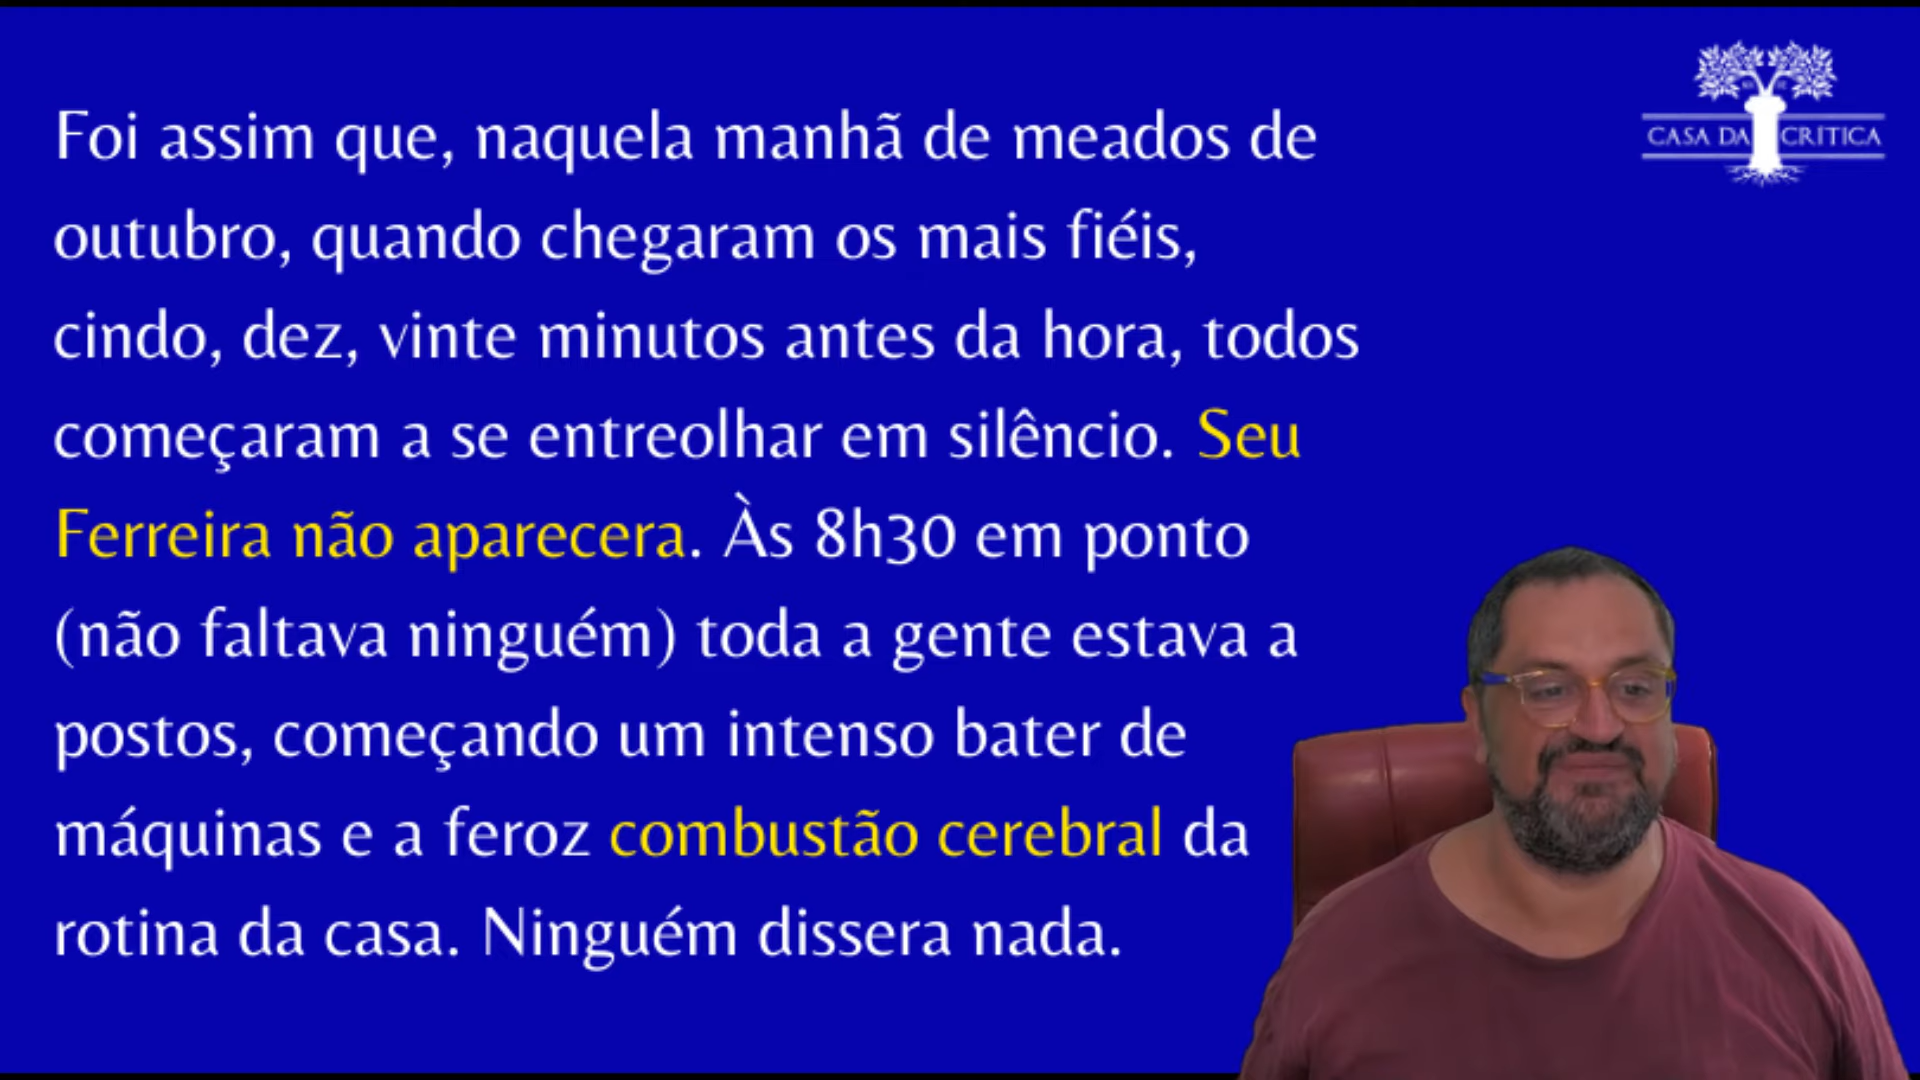 Foi assim que, naquela manhã de meados de
outubro, quando chegaram os mais fiéis,
cindo, dez, vinte minutos antes da hora, todos
começaram a se entreolhar em silêncio. Seu
Ferreira não aparecera. Às 8h30 em ponto
(não faltava ninguém) toda a gente estava a
postos, começando um intenso bater de
máquinas e a feroz combustão cerebral da
rotina da casa. Ninguém dissera nada.
CASA DA CRÍTICA